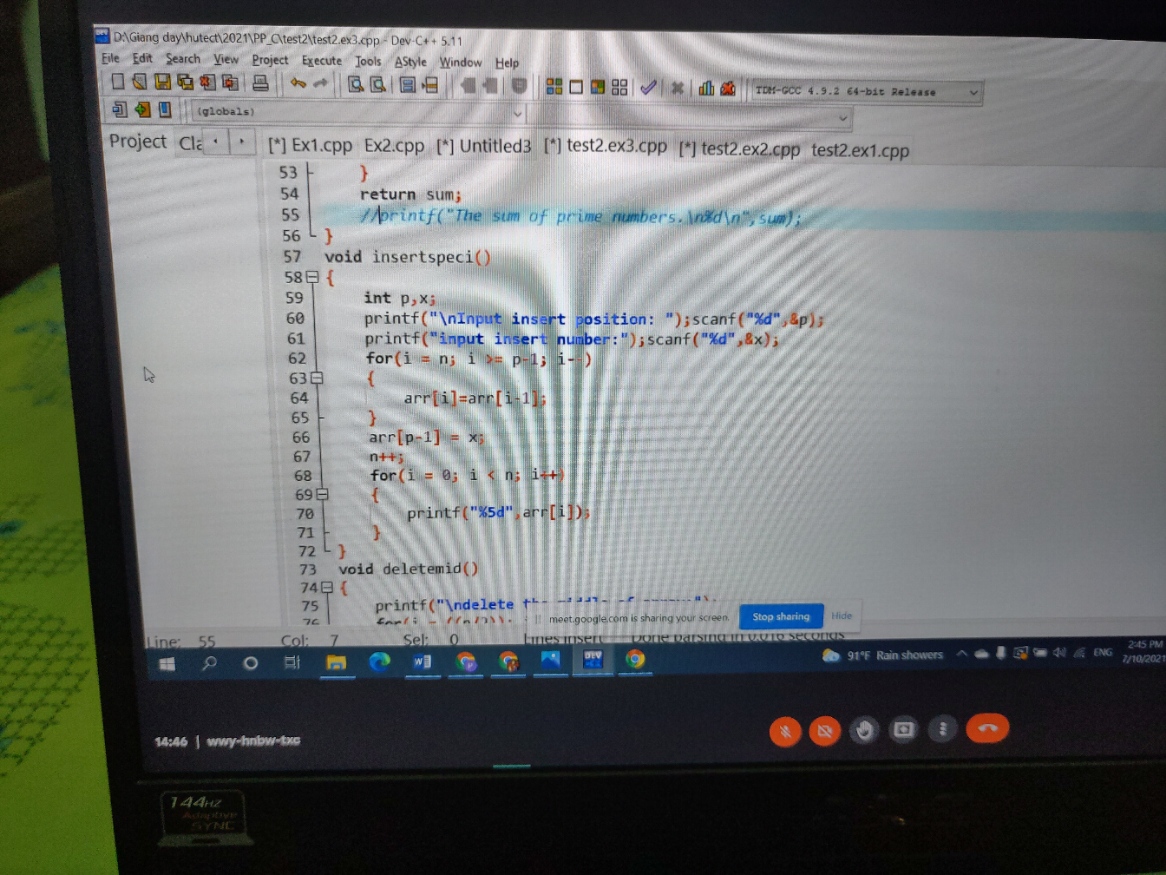 D:\Giang day\hutect\2021\PP_C\test2\test2.ex3.cpp - Dev-C++ 5.11
File Edit Search View Project Execute Tools AStyle Window Help
TDM-GCC 4.9.2 64-bit Release
(globals)
Project Cla [*] Ex1.cpp Ex2.cpp [*] Untitled3 [*] test2.ex3.cpp [*] test2.ex2.cpp test2.ex1.cpp
53 }
54 return sum;
55 //printf("The sum of prime numbers.\n%d\n",sum);
56 }
57 void insertspeci()
58 {
59 int p,x;
60 printf("\nInput insert position: ");scanf("%d",&p);
61 printf("input insert number:");scanf("%d",&x);
62 for(i = n; i >= p-1; i--)
63 {
64 arr[i]=arr[i-1];
65 }
66 arr[p-1] = x;
67 n++;
68 for(i = 0; i < n; i++)
69 {
70 printf("%5d",arr[i]);
71 }
72 }
73 void deletemid()
74 {
75 printf("\ndelete
76
meet.google.com is sharing your screen. Stop sharing Hide
Line: 55 Col: 7 Sel: 0 Insert Done parsing in 0.016 seconds
91°F Rain showers ENG 2:45 PM
7/10/2021
14:46 | wwy-hnbw-txc
144Hz
Adaptive
SYNC